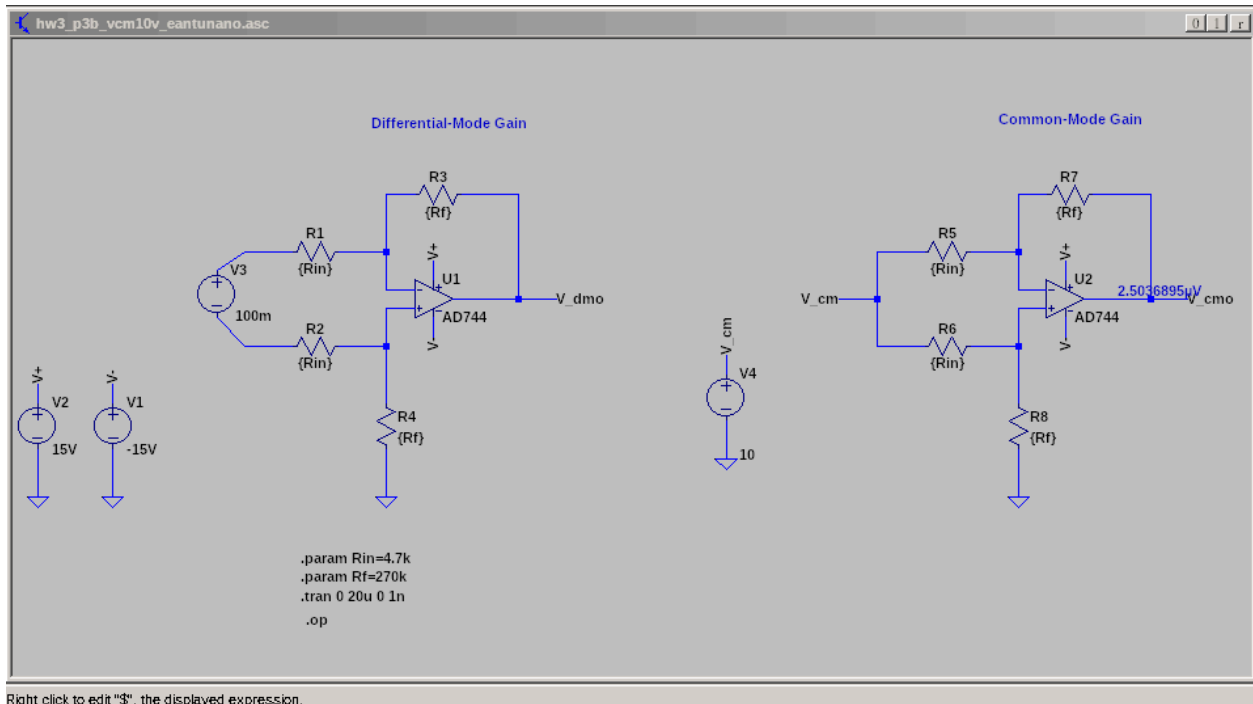 hw3_p3b_vcm10v_eantunano.asc
Differential-Mode Gain
Common-Mode Gain
R3
{Rf}
R7
{Rf}
R1
{Rin}
V+
R5
{Rin}
V+
V3
100m
U1
AD744
V_dmo
V_cm
U2
AD744
2.5036895µV
V_cmo
R2
{Rin}
V-
V_cm
R6
{Rin}
V-
V+
V2
15V
V-
V1
-15V
R4
{Rf}
V4
10
R8
{Rf}
.param Rin=4.7k
.param Rf=270k
.tran 0 20u 0 1n
.op
Right click to edit "$", the displayed expression.